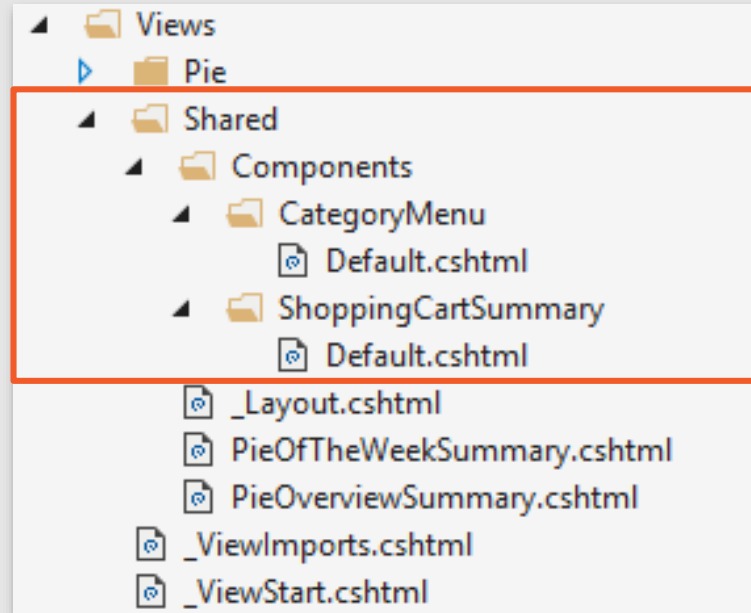 Views
Pie
Shared
Components
CategoryMenu
Default.cshtml
ShoppingCartSummary
Default.cshtml
_Layout.cshtml
PieOfTheWeekSummary.cshtml
PieOverviewSummary.cshtml
_ViewImports.cshtml
_ViewStart.cshtml